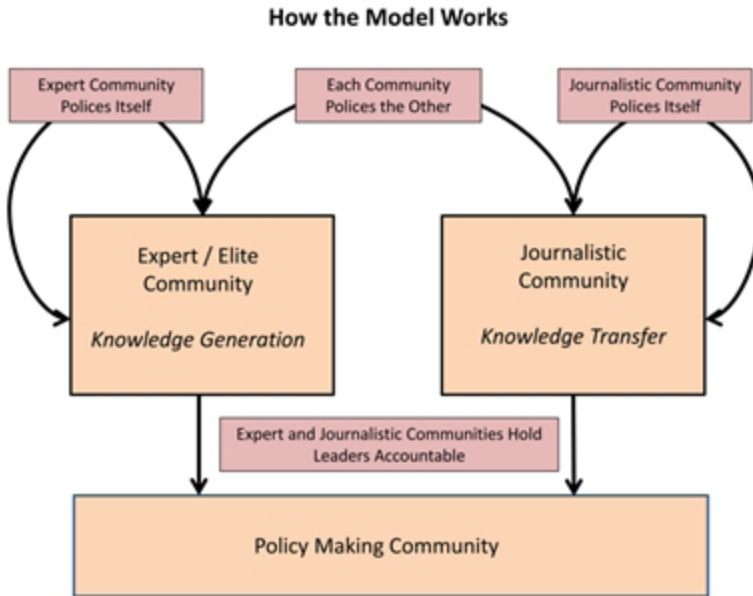 How the Model Works
Expert Community
Polices Itself
Each Community
Polices the Other
Journalistic Community
Polices Itself
Expert / Elite
Community
Knowledge Generation
Journalistic
Community
Knowledge Transfer
Expert and Journalistic Communities Hold
Leaders Accountable
Policy Making Community